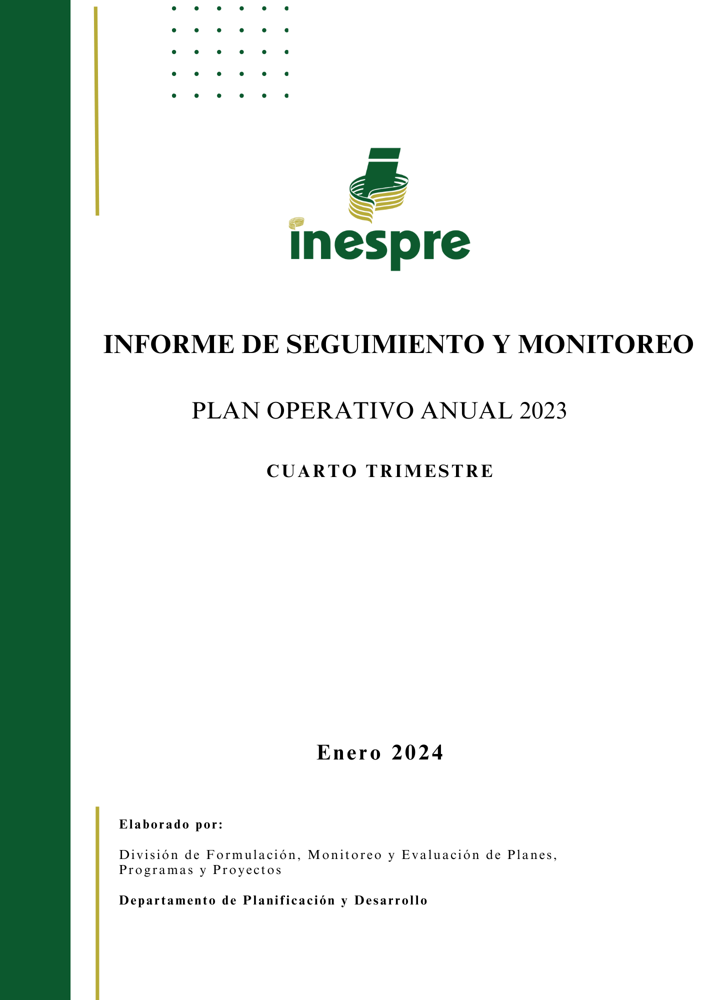 inespre
INFORME DE SEGUIMIENTO Y MONITOREO
PLAN OPERATIVO ANUAL 2023
CUARTO TRIMESTRE
Enero 2024
Elaborado por:
División de Formulación, Monitoreo y Evaluación de Planes,
Programas y Proyectos
Departamento de Planificación y Desarrollo